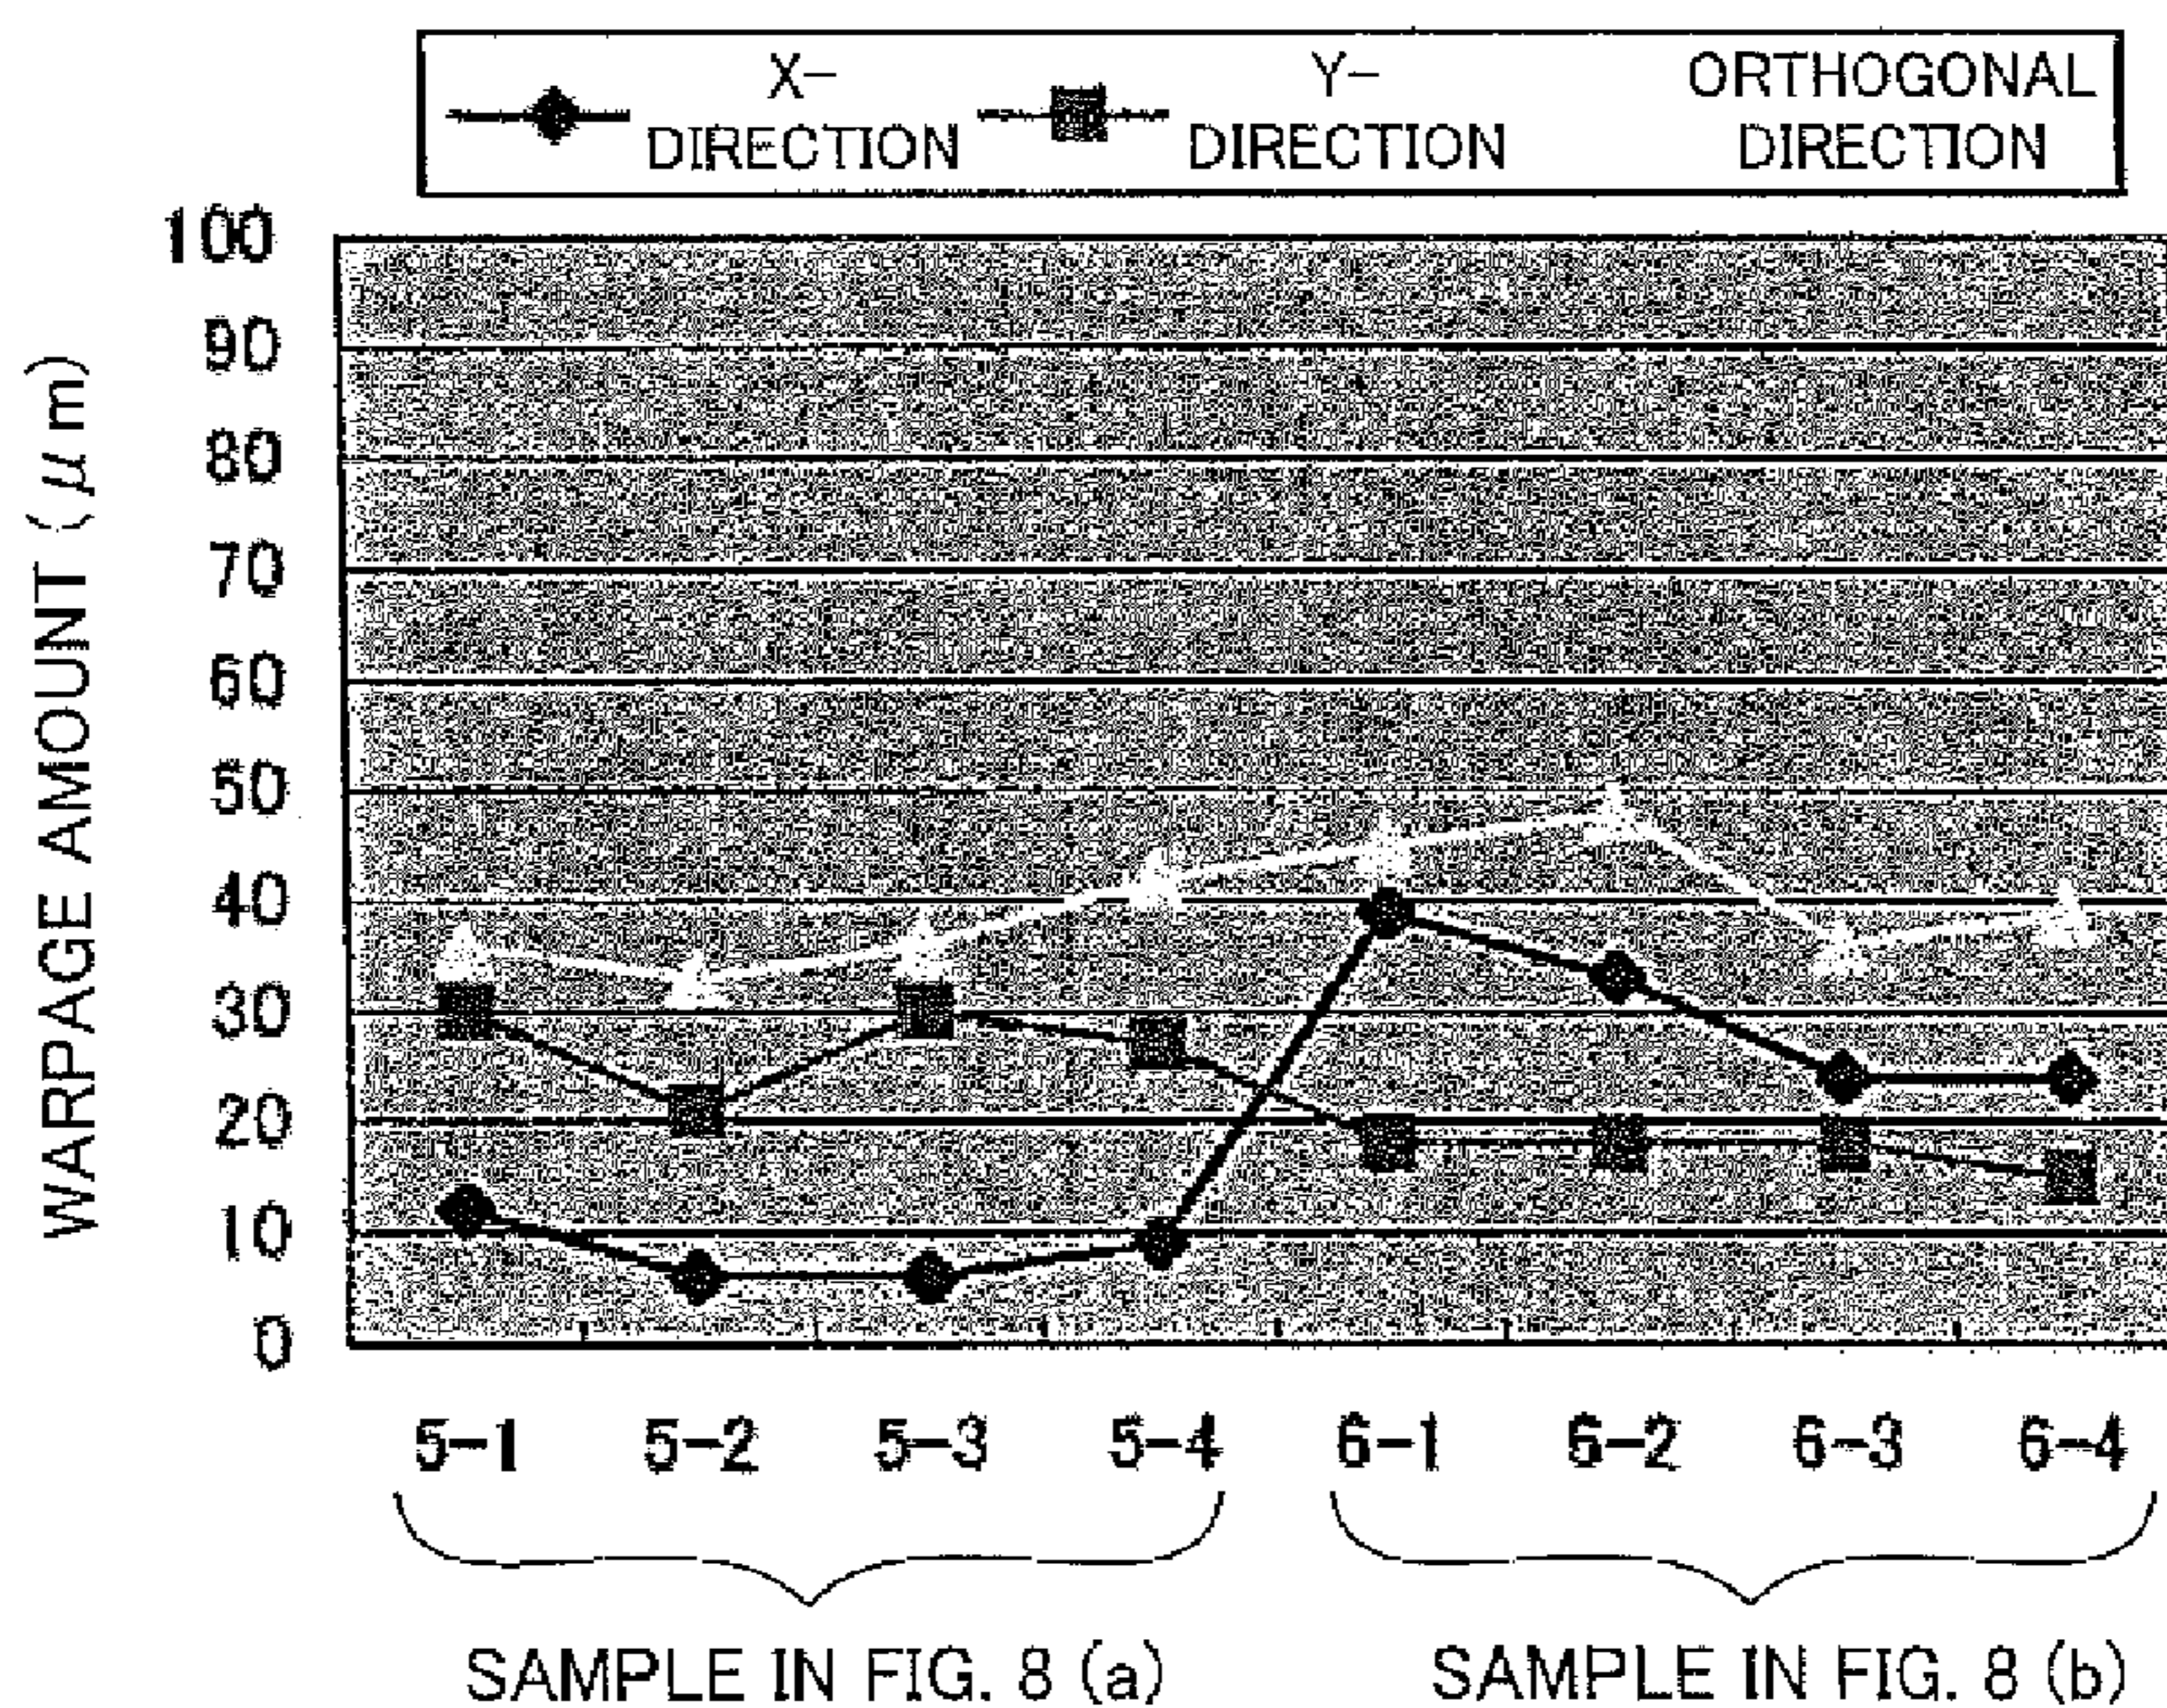 X-
DIRECTION
Y-
DIRECTION
ORTHOGONAL
DIRECTION
WARPAGE AMOUNT (μm)
100
90
80
70
60
50
40
30
20
10
0
5-1 5-2 5-3 5-4 6-1 6-2 6-3 6-4
SAMPLE IN FIG. 8 (a) SAMPLE IN FIG. 8 (b)